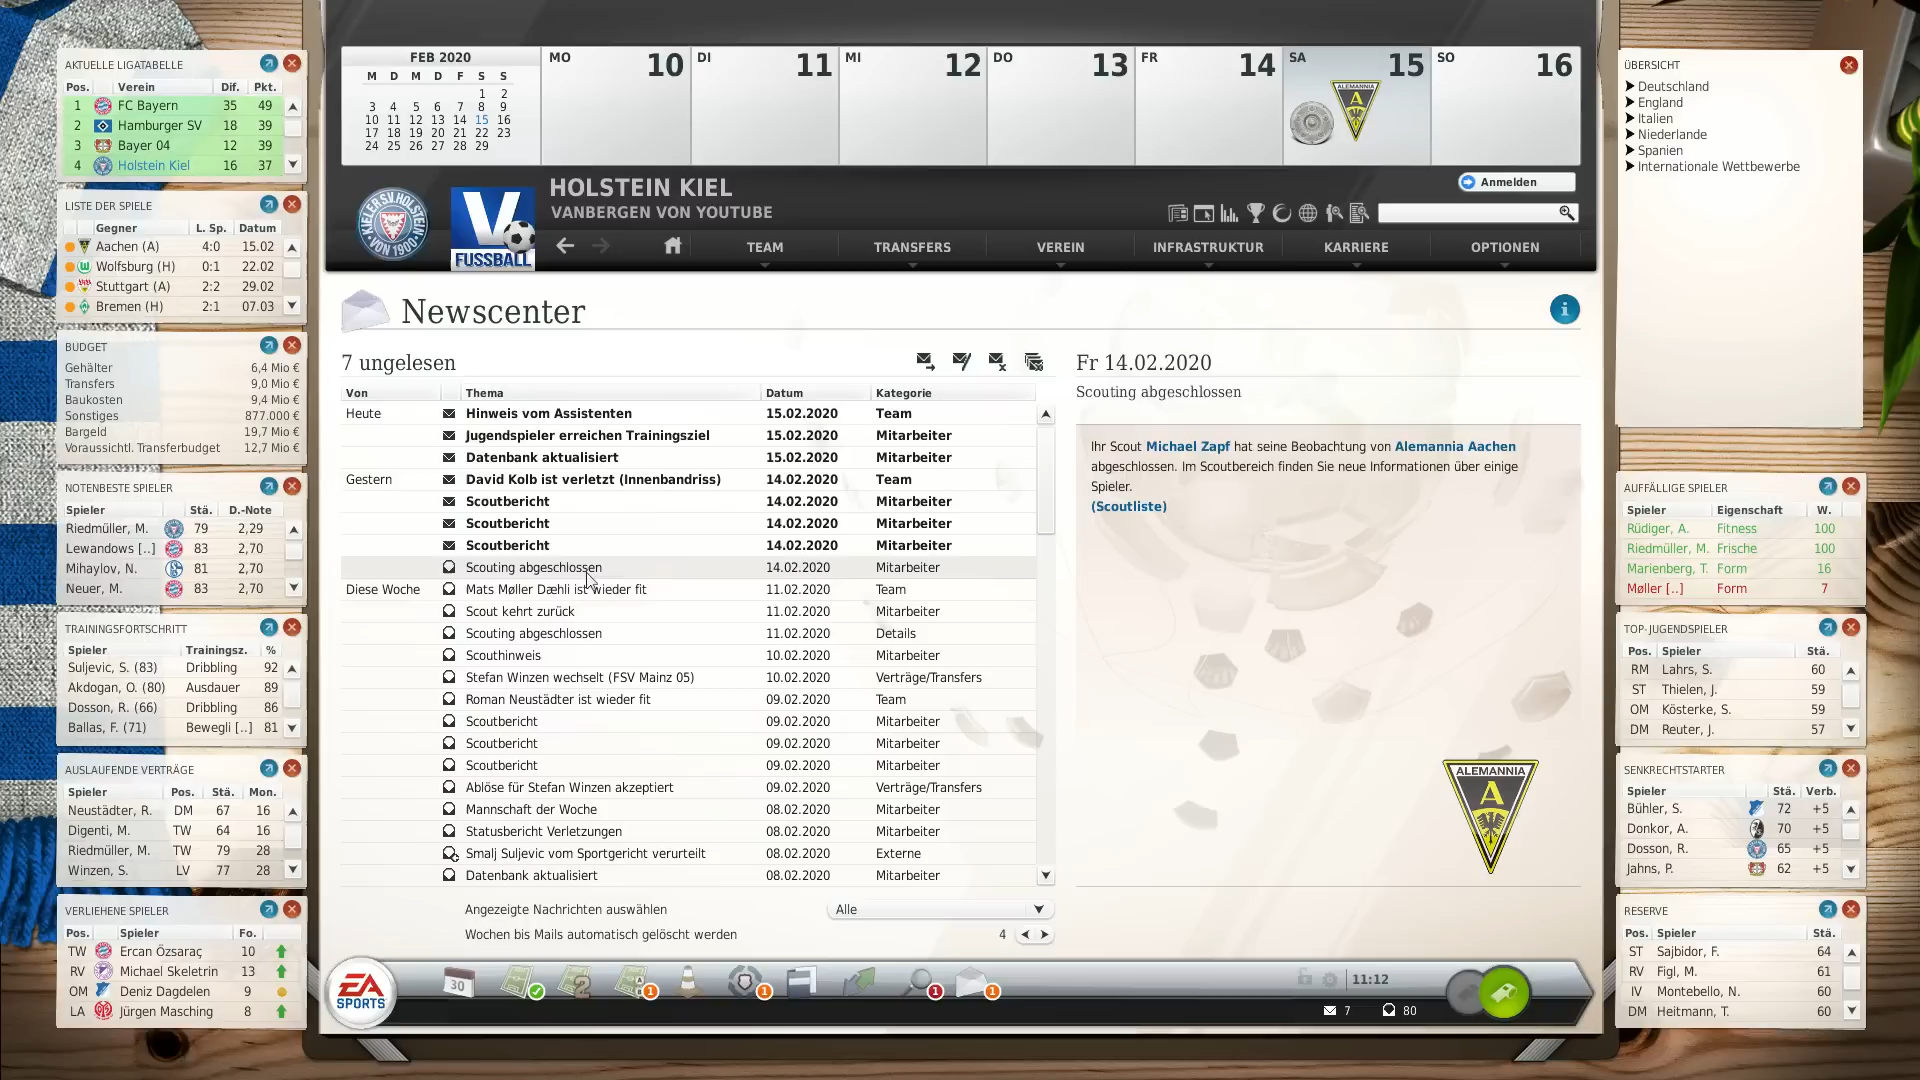 AKTUELLE LIGATABELLE
Pos. Verein Dif. Pkt.
1 FC Bayern 35 49
2 Hamburger SV 18 39
3 Bayer 04 12 39
4 Holstein Kiel 16 37
LISTE DER SPIELE
Gegner L. Sp. Datum
Aachen (A) 4:0 15.02
Wolfsburg (H) 0:1 22.02
Stuttgart (A) 2:2 29.02
Bremen (H) 2:1 07.03
BUDGET
Gehälter 6,4 Mio €
Transfers 9,0 Mio €
Baukosten 9,4 Mio €
Sonstiges 877.000 €
Bargeld 19,7 Mio €
Voraussichtl. Transferbudget 12,7 Mio €
NOTENBESTE SPIELER
Spieler Stä. D.-Note
Riedmüller, M. 79 2,29
Lewandows [..] 83 2,70
Mihaylov, N. 81 2,70
Neuer, M. 83 2,70
TRAININGSFORTSCHRITT
Spieler Trainingsz. %
Suljevic, S. (83) Dribbling 92
Akdogan, O. (80) Ausdauer 89
Dosson, R. (66) Dribbling 86
Ballas, F. (71) Bewegli [..] 81
AUSLAUFENDE VERTRÄGE
Spieler Pos. Stä. Mon.
Neustädter, R. DM 67 16
Digenti, M. TW 64 16
Riedmüller, M. TW 79 28
Winzen, S. LV 77 28
VERLIEHENE SPIELER
Pos. Spieler Fo.
TW Ercan Özsaraç 10
RV Michael Skeletrin 13
OM Deniz Dagdelen 9
LA Jürgen Masching 8
FEB 2020
M D M D F S S
1 2
3 4 5 6 7 8 9
10 11 12 13 14 15 16
17 18 19 20 21 22 23
24 25 26 27 28 29
MO 10
DI 11
MI 12
DO 13
FR 14
SA 15
SO 16
ALEMANNIA
A
KIELER S.V. HOLSTEIN
VON 1900
V
FUSSBALL
HOLSTEIN KIEL
VANBERGEN VON YOUTUBE
Anmelden
TEAM TRANSFERS VEREIN INFRASTRUKTUR KARRIERE OPTIONEN
Newscenter
7 ungelesen
Von Thema Datum Kategorie
Heute Hinweis vom Assistenten 15.02.2020 Team
Jugendspieler erreichen Trainingsziel 15.02.2020 Mitarbeiter
Datenbank aktualisiert 15.02.2020 Mitarbeiter
Gestern David Kolb ist verletzt (Innenbandriss) 14.02.2020 Team
Scoutbericht 14.02.2020 Mitarbeiter
Scoutbericht 14.02.2020 Mitarbeiter
Scoutbericht 14.02.2020 Mitarbeiter
Scouting abgeschlossen 14.02.2020 Mitarbeiter
Diese Woche Mats Møller Dæhli ist wieder fit 11.02.2020 Team
Scout kehrt zurück 11.02.2020 Mitarbeiter
Scouting abgeschlossen 11.02.2020 Details
Scouthinweis 10.02.2020 Mitarbeiter
Stefan Winzen wechselt (FSV Mainz 05) 10.02.2020 Verträge/Transfers
Roman Neustädter ist wieder fit 09.02.2020 Team
Scoutbericht 09.02.2020 Mitarbeiter
Scoutbericht 09.02.2020 Mitarbeiter
Scoutbericht 09.02.2020 Mitarbeiter
Ablöse für Stefan Winzen akzeptiert 09.02.2020 Verträge/Transfers
Mannschaft der Woche 08.02.2020 Mitarbeiter
Statusbericht Verletzungen 08.02.2020 Mitarbeiter
Smalj Suljevic vom Sportgericht verurteilt 08.02.2020 Externe
Datenbank aktualisiert 08.02.2020 Mitarbeiter
Angezeigte Nachrichten auswählen Alle
Wochen bis Mails automatisch gelöscht werden 4
Fr 14.02.2020
Scouting abgeschlossen
Ihr Scout Michael Zapf hat seine Beobachtung von Alemannia Aachen
abgeschlossen. Im Scoutbereich finden Sie neue Informationen über einige
Spieler.
(Scoutliste)
ALEMANNIA
A
EA
SPORTS
30 2 1 1 1 1
11:12
7 80
ÜBERSICHT
Deutschland
England
Italien
Niederlande
Spanien
Internationale Wettbewerbe
AUFFÄLLIGE SPIELER
Spieler Eigenschaft W.
Rüdiger, A. Fitness 100
Riedmüller, M. Frische 100
Marienberg, T. Form 16
Møller [..] Form 7
TOP-JUGENDSPIELER
Pos. Spieler Stä.
RM Lahrs, S. 60
ST Thielen, J. 59
OM Kösterke, S. 59
DM Reuter, J. 57
SENKRECHTSTARTER
Spieler Stä. Verb.
Bühler, S. 72 +5
Donkor, A. 70 +5
Dosson, R. 65 +5
Jahns, P. 62 +5
RESERVE
Pos. Spieler Stä.
ST Sajbidor, F. 64
RV Figl, M. 61
IV Montebello, N. 60
DM Heitmann, T. 60